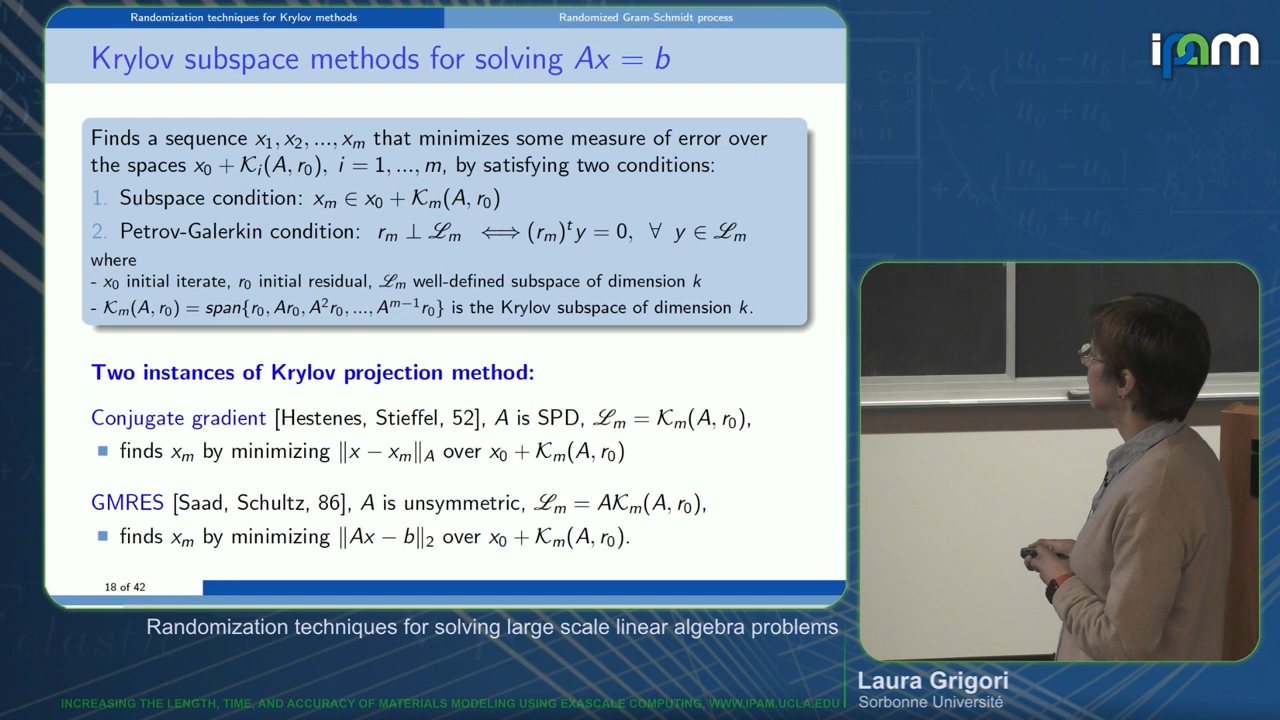 Randomization techniques for Krylov methods
Randomized Gram-Schmidt process
Krylov subspace methods for solving Ax = b
Finds a sequence x₁, x₂, ..., xₘ that minimizes some measure of error over
the spaces x₀ + 𝒦ᵢ(A, r₀), i = 1, ..., m, by satisfying two conditions:
1. Subspace condition: xₘ ∈ x₀ + 𝒦ₘ(A, r₀)
2. Petrov-Galerkin condition: rₘ ⊥ ℒₘ ⟺ (rₘ)ᵗy = 0, ∀ y ∈ ℒₘ
where
- x₀ initial iterate, r₀ initial residual, ℒₘ well-defined subspace of dimension k
- 𝒦ₘ(A, r₀) = span{r₀, Ar₀, A²r₀, ..., Aᵐ⁻¹r₀} is the Krylov subspace of dimension k.
Two instances of Krylov projection method:
Conjugate gradient [Hestenes, Stieffel, 52], A is SPD, ℒₘ = 𝒦ₘ(A, r₀),
■ finds xₘ by minimizing ‖x − xₘ‖_A over x₀ + 𝒦ₘ(A, r₀)
GMRES [Saad, Schultz, 86], A is unsymmetric, ℒₘ = A𝒦ₘ(A, r₀),
■ finds xₘ by minimizing ‖Ax − b‖₂ over x₀ + 𝒦ₘ(A, r₀).
18 of 42
ipam
Randomization techniques for solving large scale linear algebra problems
Laura Grigori
Sorbonne Université
INCREASING THE LENGTH, TIME, AND ACCURACY OF MATERIALS MODELING USING EXASCALE COMPUTING, WWW.IPAM.UCLA.EDU